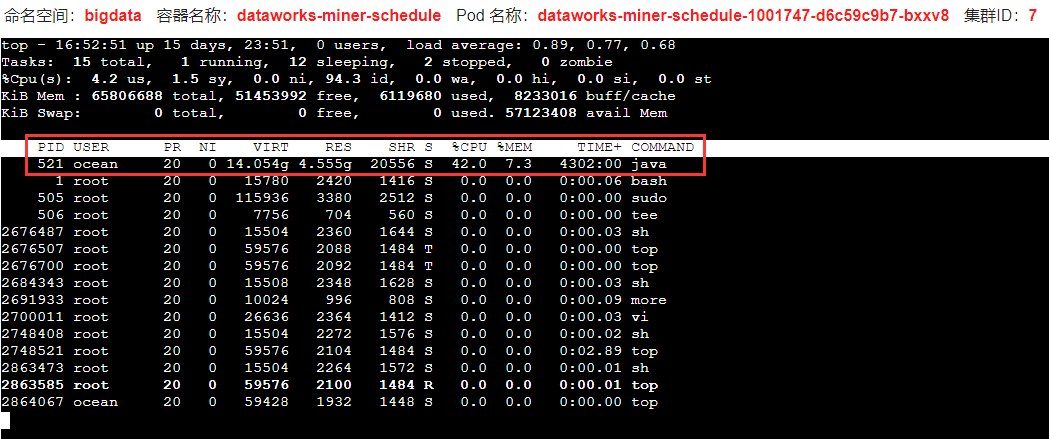 命名空间：bigdata 容器名称：dataworks-miner-schedule Pod 名称：dataworks-miner-schedule-1001747-d6c59c9b7-bxxv8 集群ID：7
top - 16:52:51 up 15 days, 23:51,  0 users,  load average: 0.89, 0.77, 0.68
Tasks:  15 total,   1 running,  12 sleeping,   2 stopped,   0 zombie
%Cpu(s):  4.2 us,  1.5 sy,  0.0 ni, 94.3 id,  0.0 wa,  0.0 hi,  0.0 si,  0.0 st
KiB Mem : 65806688 total, 51453992 free,  6119680 used,  8233016 buff/cache
KiB Swap:        0 total,        0 free,        0 used. 57123408 avail Mem
PID USER      PR  NI    VIRT    RES    SHR S  %CPU %MEM     TIME+ COMMAND
521 ocean     20   0 14.054g 4.555g  20556 S  42.0  7.3   4302:00 java
1 root      20   0   15780   2420   1416 S   0.0  0.0   0:00.06 bash
505 root      20   0  115936   3380   2512 S   0.0  0.0   0:00.00 sudo
506 root      20   0    7756    704    560 S   0.0  0.0   0:00.00 tee
2676487 root      20   0   15504   2360   1644 S   0.0  0.0   0:00.03 sh
2676507 root      20   0   59576   2088   1484 T   0.0  0.0   0:00.00 top
2676700 root      20   0   59576   2092   1484 T   0.0  0.0   0:00.00 top
2684343 root      20   0   15508   2348   1628 S   0.0  0.0   0:00.03 sh
2691933 root      20   0   10024    996    808 S   0.0  0.0   0:00.09 more
2700011 root      20   0   26636   2364   1412 S   0.0  0.0   0:00.03 vi
2748408 root      20   0   15504   2272   1576 S   0.0  0.0   0:00.02 sh
2748521 root      20   0   59576   2104   1484 S   0.0  0.0   0:02.89 top
2863473 root      20   0   15504   2264   1572 S   0.0  0.0   0:00.01 sh
2863585 root      20   0   59576   2100   1484 R   0.0  0.0   0:00.01 top
2864067 ocean     20   0   59428   1932   1448 S   0.0  0.0   0:00.00 top